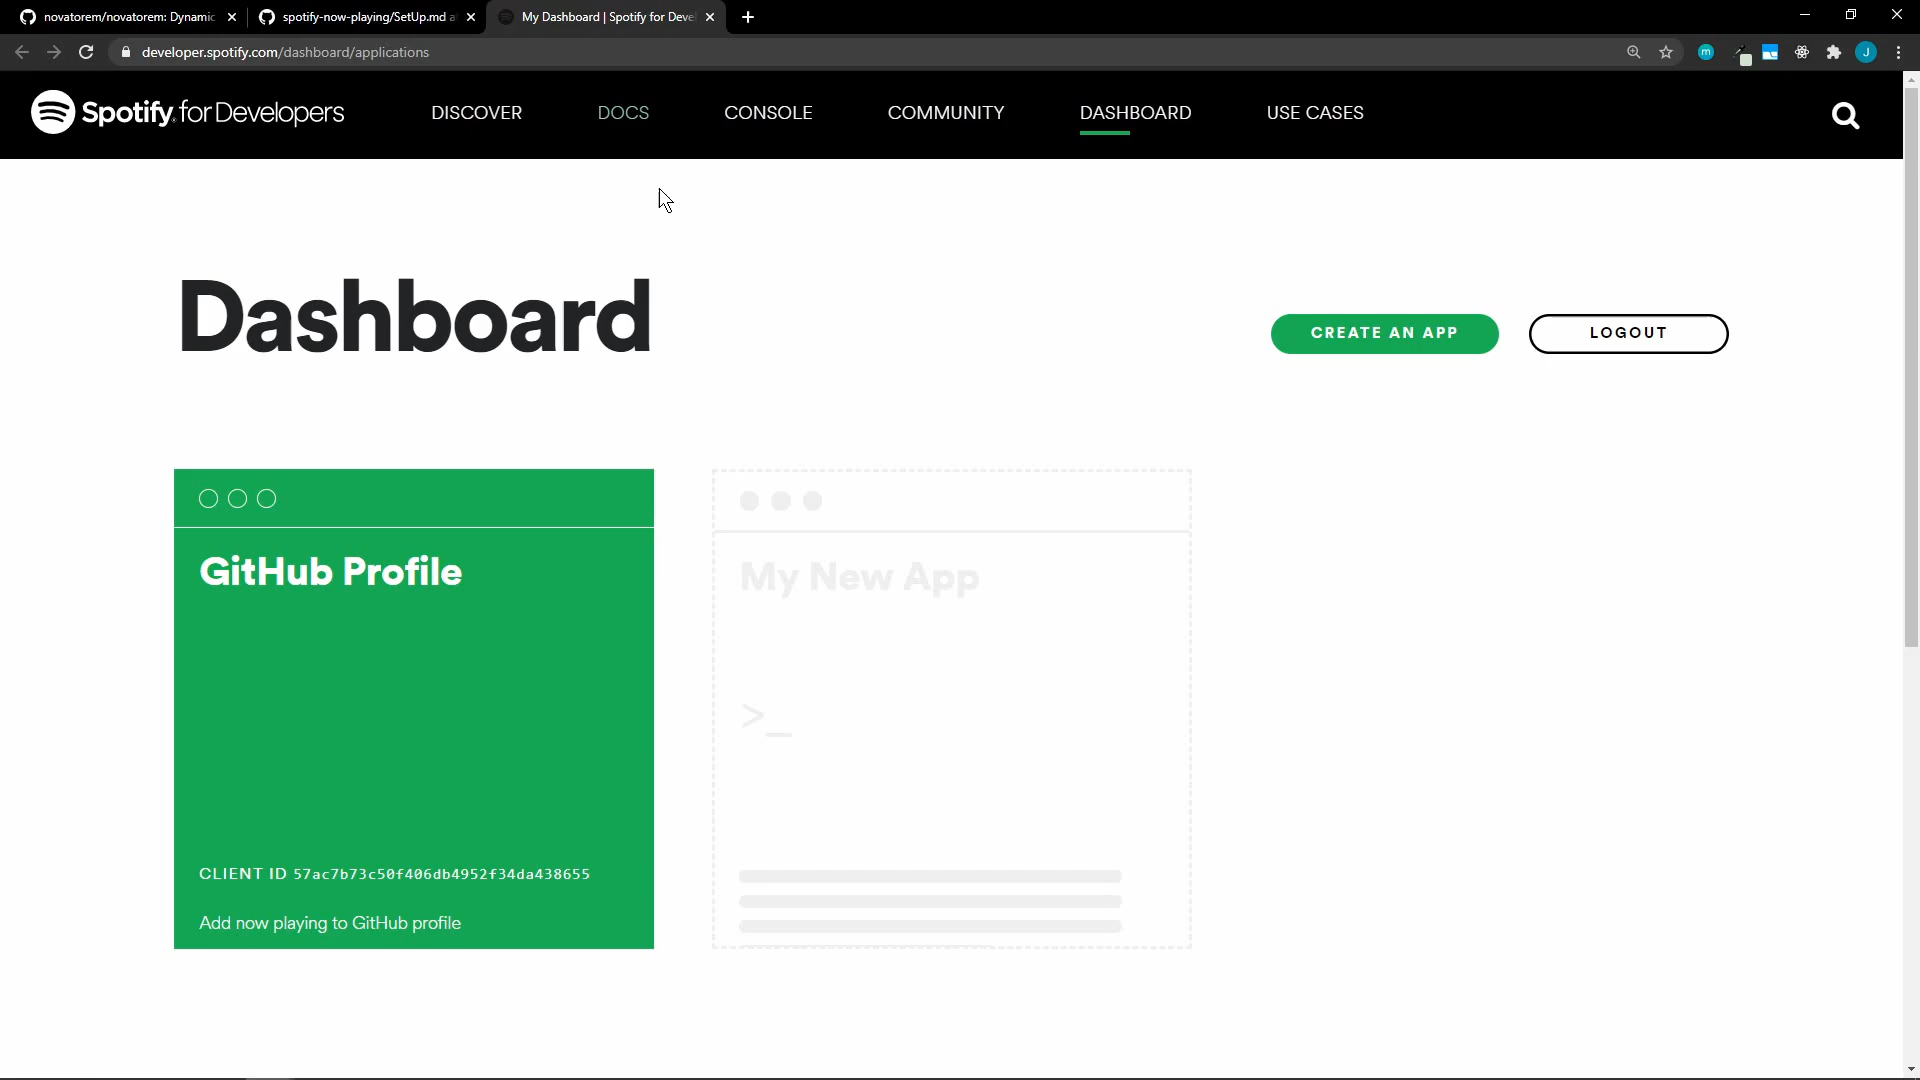 novatorem/novatorem: Dynamic
spotify-now-playing/SetUp.md a
My Dashboard | Spotify for Deve
developer.spotify.com/dashboard/applications
m
J
Spotify for Developers
DISCOVER
DOCS
CONSOLE
COMMUNITY
DASHBOARD
USE CASES
Dashboard
CREATE AN APP
LOGOUT
GitHub Profile
CLIENT ID 57ac7b73c50f406db4952f34da438655
Add now playing to GitHub profile
My New App
>_